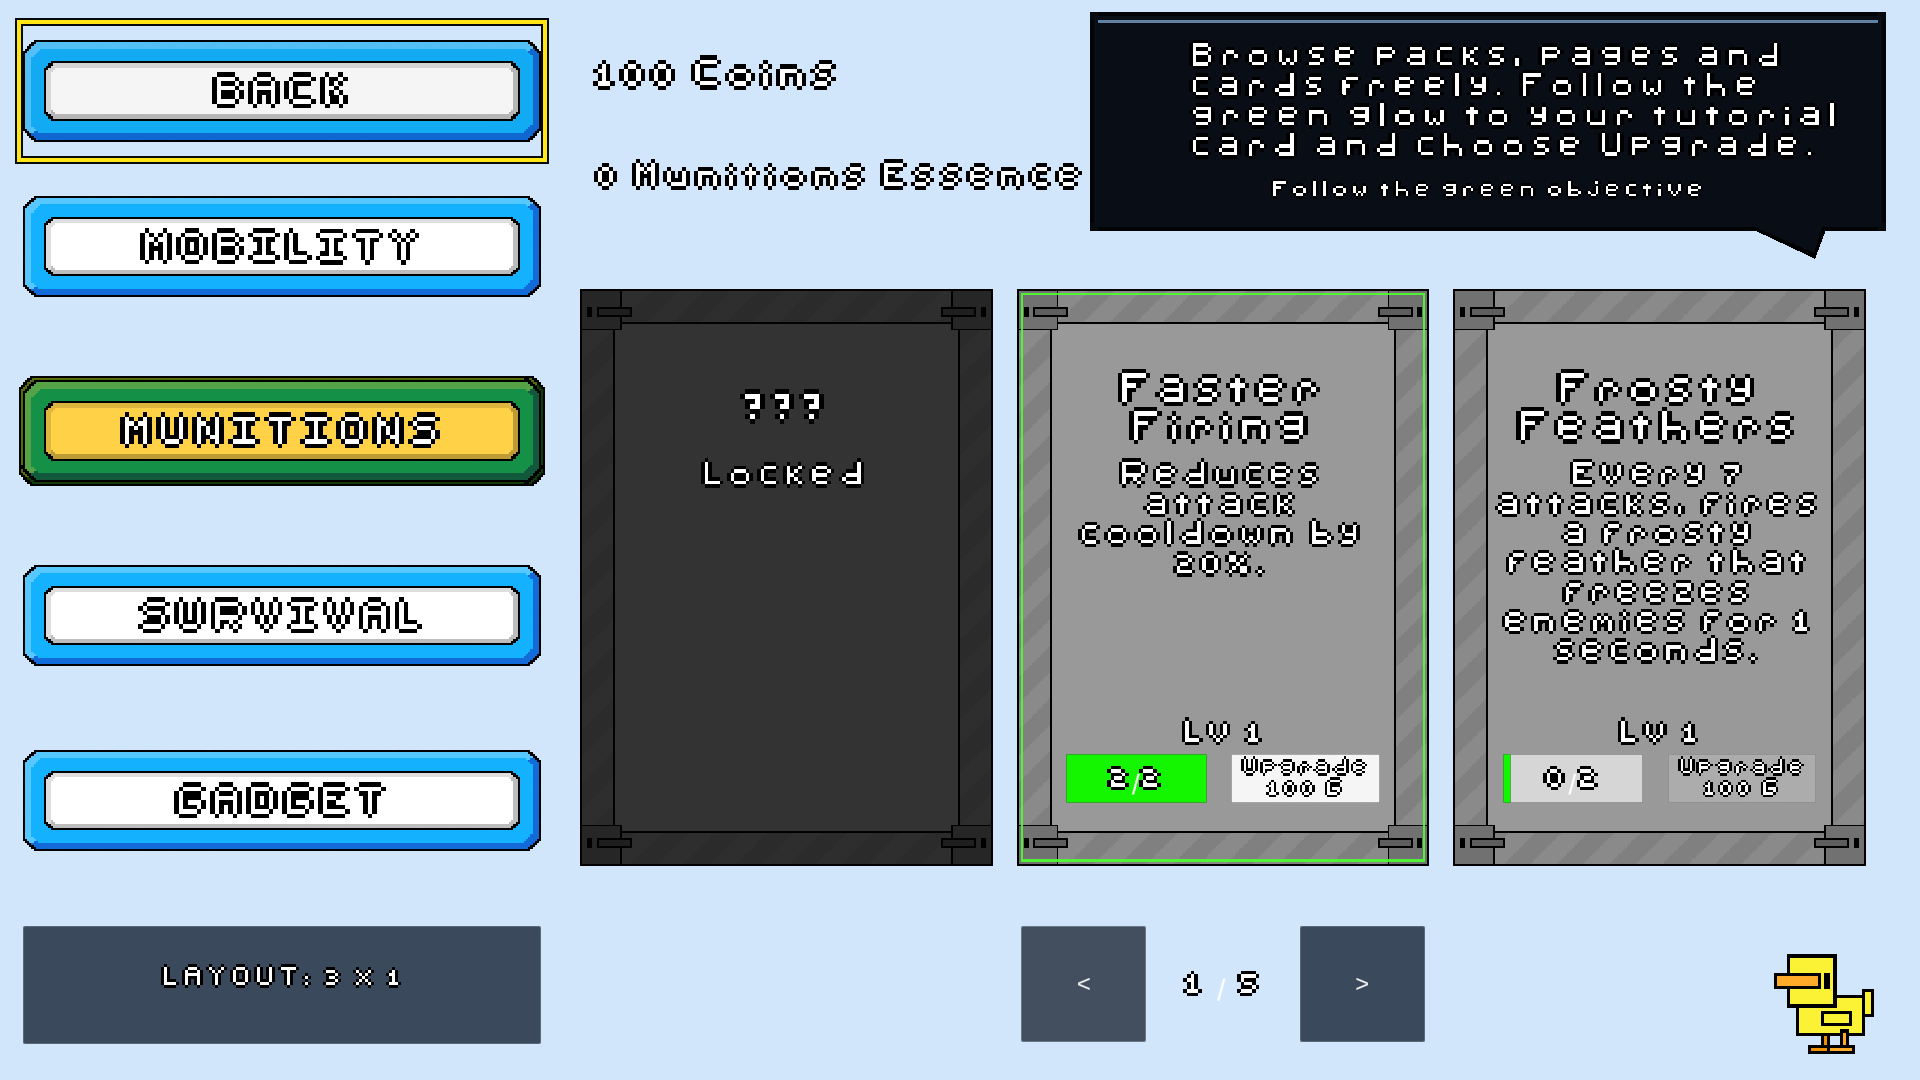 BACK
100 Coins
0 Munitions Essence
Browse packs, pages and
cards freely. Follow the
green glow to your tutorial
card and choose Upgrade.
Follow the green objective
MOBILITY
MUNITIONS
SURVIVAL
GADGET
LAYOUT: 3 X 1
???
Locked
Faster
Firing
Reduces
attack
cooldown by
20%.
Lv 1
2/2
Upgrade
100 G
Frosty
Feathers
Every 7
attacks, fires
a frosty
feather that
freezes
enemies for 1
seconds.
Lv 1
0/2
Upgrade
100 G
<
1 / 5
>